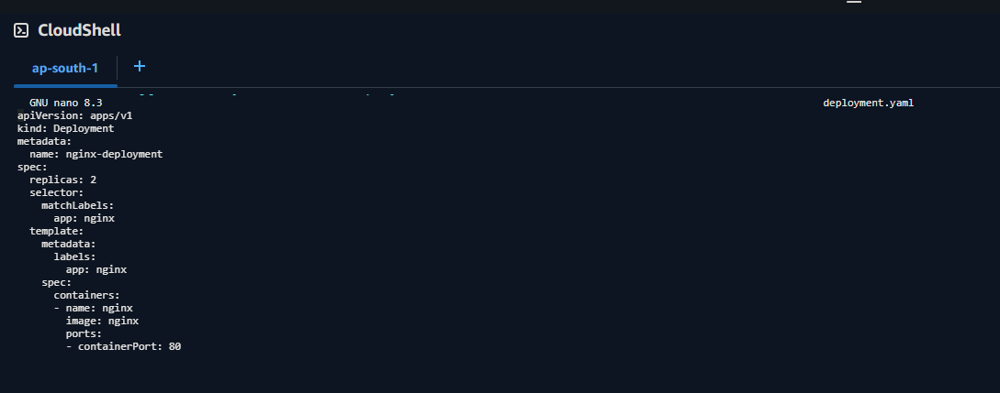 CloudShell
ap-south-1
GNU nano 8.3 deployment.yaml
apiVersion: apps/v1
kind: Deployment
metadata:
  name: nginx-deployment
spec:
  replicas: 2
  selector:
    matchLabels:
      app: nginx
  template:
    metadata:
      labels:
        app: nginx
    spec:
      containers:
      - name: nginx
        image: nginx
        ports:
        - containerPort: 80